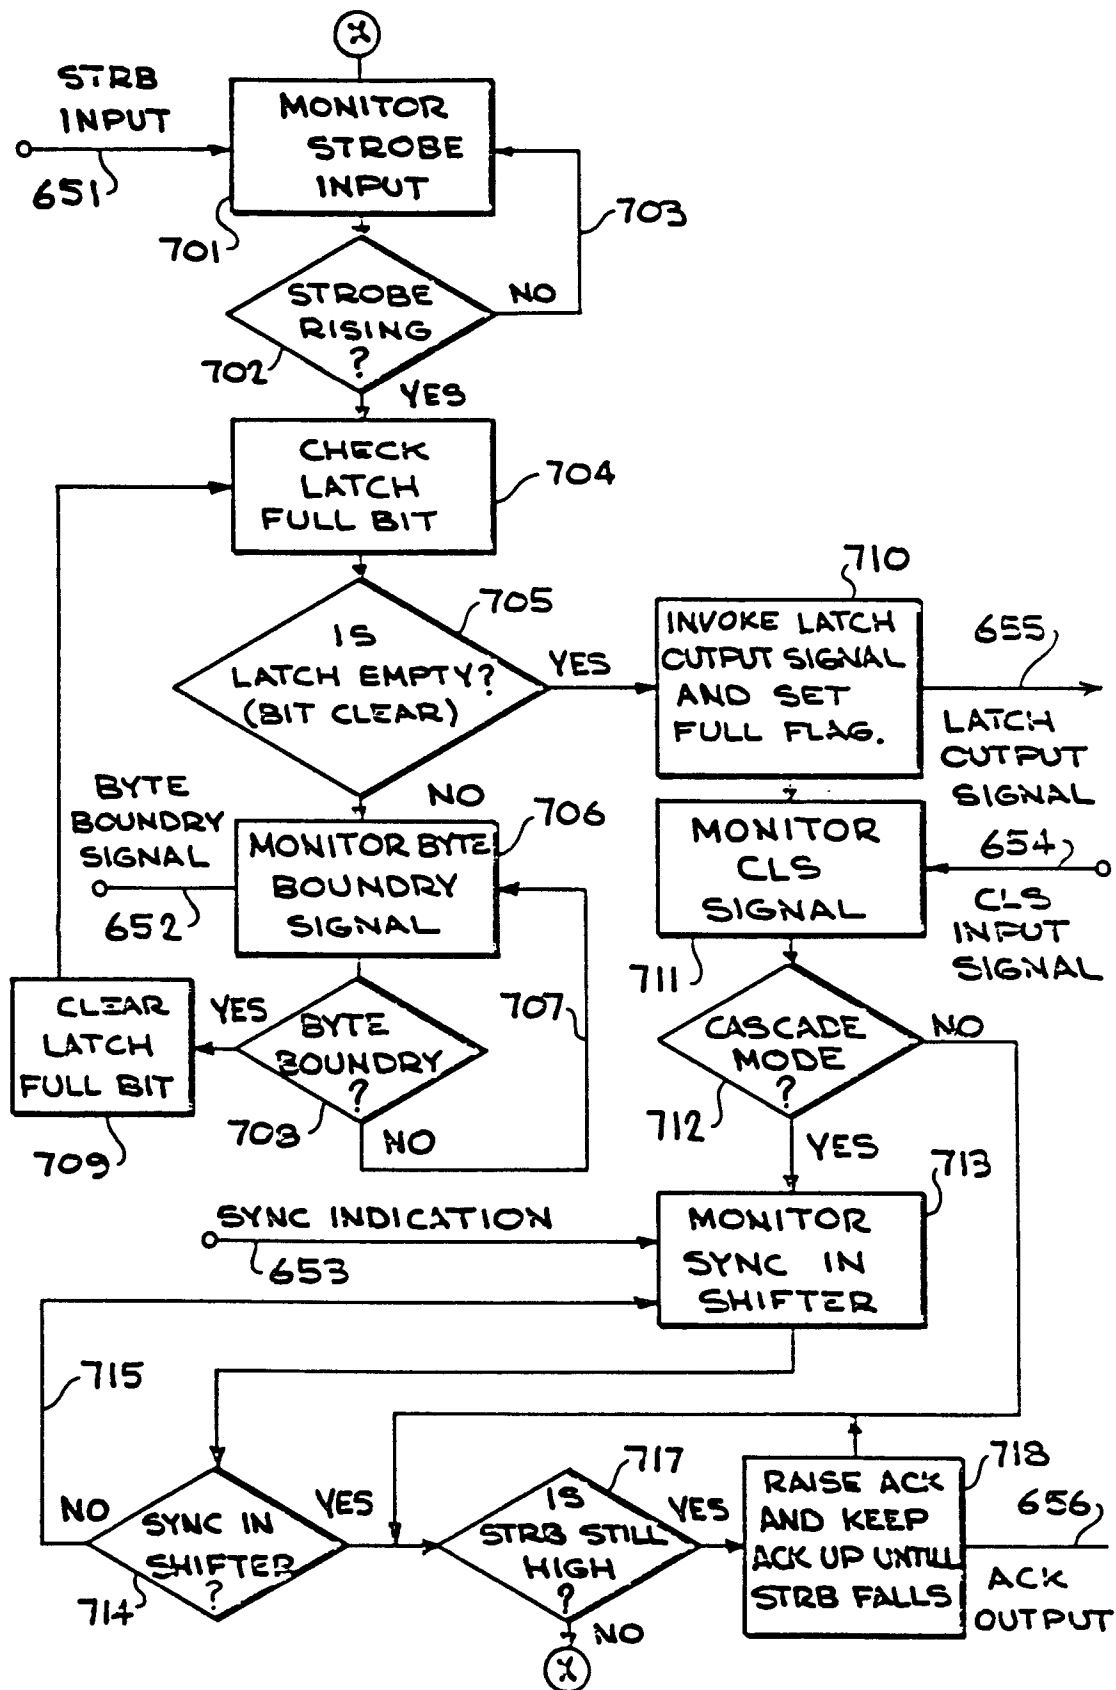 STRB
INPUT
651
MONITOR
STROBE
INPUT
701
703
STROBE
RISING
?
NO
702
YES
CHECK
LATCH
FULL BIT
704
IS
LATCH EMPTY?
(BIT CLEAR)
705
YES
NO
710
INVOKE LATCH
OUTPUT SIGNAL
AND SET
FULL FLAG.
655
LATCH
OUTPUT
SIGNAL
BYTE
BOUNDRY
SIGNAL
652
706
MONITOR BYTE
BOUNDRY
SIGNAL
MONITOR
CLS
SIGNAL
654
CLS
INPUT
SIGNAL
711
CLEAR
LATCH
FULL BIT
709
YES
BYTE
BOUNDRY
?
708
NO
707
CASCADE
MODE
?
NO
712
YES
713
SYNC INDICATION
653
MONITOR
SYNC IN
SHIFTER
715
NO
SYNC IN
SHIFTER
?
714
YES
717
IS
STRB STILL
HIGH
?
YES
NO
718
RAISE ACK
AND KEEP
ACK UP UNTILL
STRB FALLS
656
ACK
OUTPUT